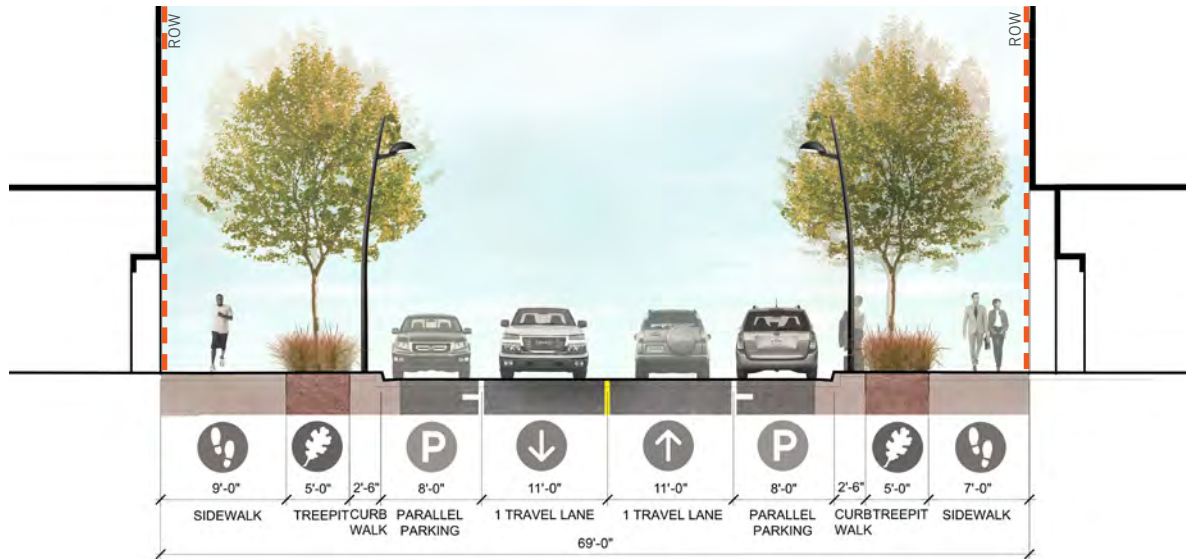 ROW
ROW
P
P
9'-0"
5'-0"
2'-6"
8'-0"
11'-0"
11'-0"
8'-0"
2'-6"
5'-0"
7'-0"
SIDEWALK
TREEPIT
CURB
WALK
PARALLEL
PARKING
1 TRAVEL LANE
1 TRAVEL LANE
PARALLEL
PARKING
CURB
WALK
TREEPIT
SIDEWALK
69'-0"